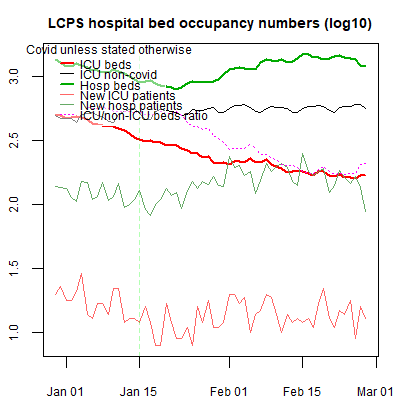 LCPS hospital bed occupancy numbers (log10)
Covid unless stated otherwise
ICU beds
ICU non-covid
Hosp beds
New ICU patients
New hosp patients
ICU/non-ICU beds ratio
3.0
2.5
2.0
1.5
1.0
Jan 01
Jan 15
Feb 01
Feb 15
Mar 01